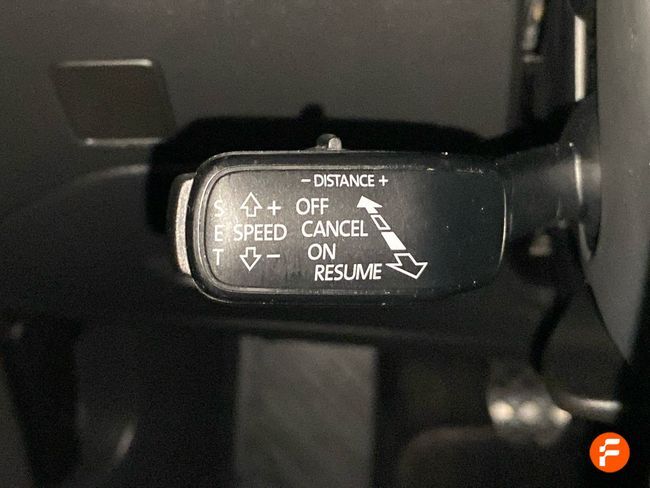 – DISTANCE +
S + OFF
E SPEED CANCEL
T – ON
RESUME
F